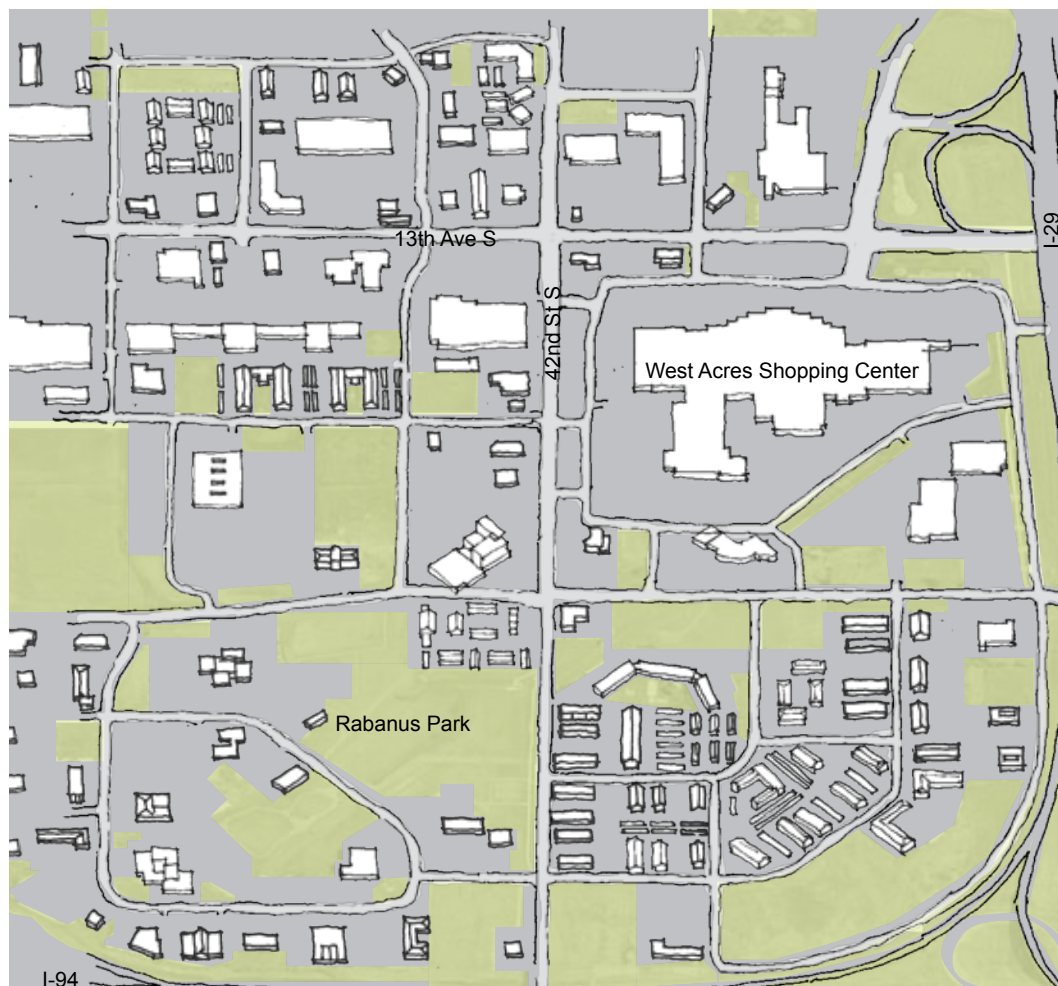 I-29
13th Ave S
42nd St S
West Acres Shopping Center
Rabanus Park
I-94